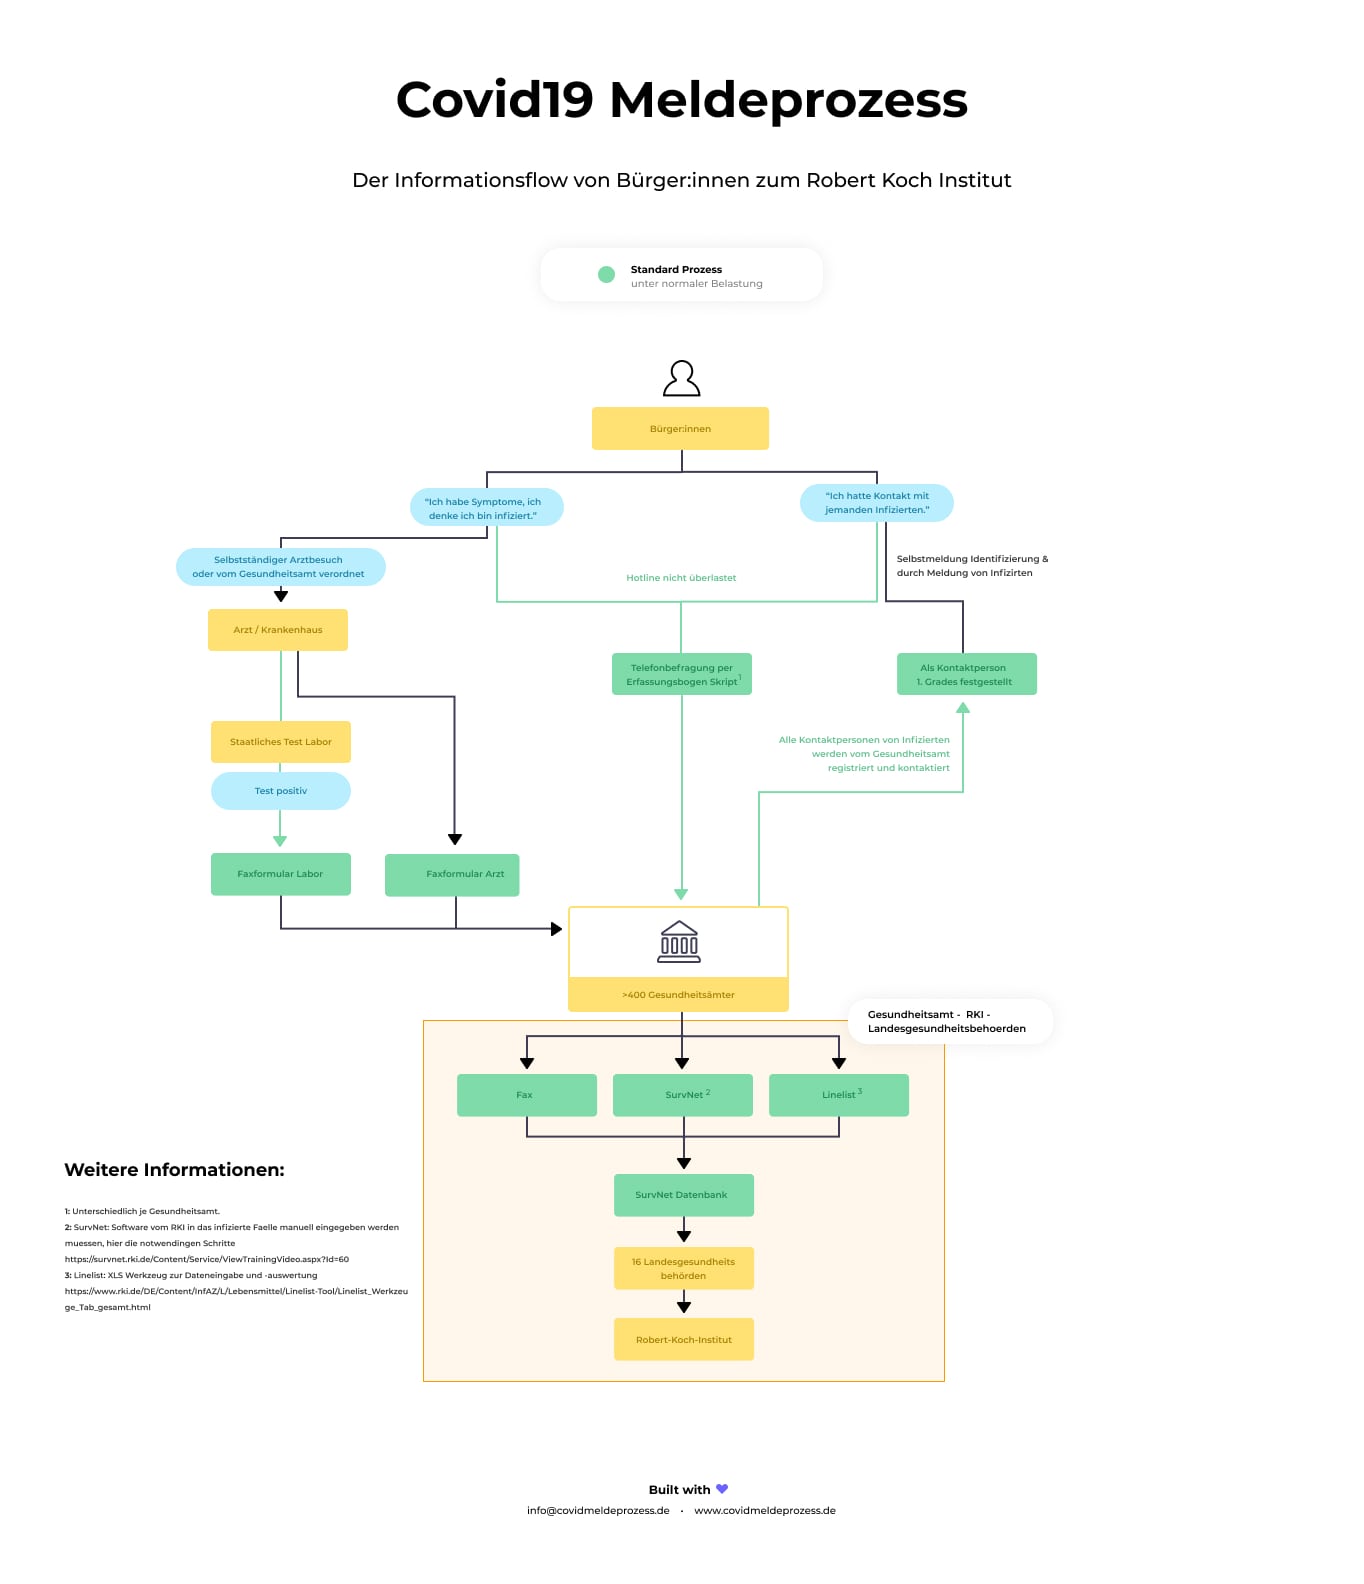 Covid19 Meldeprozess
Der Informationsflow von Bürger:innen zum Robert Koch Institut
Standard Prozess
unter normaler Belastung
Bürger:innen
“Ich habe Symptome, ich
denke ich bin infiziert.”
“Ich hatte Kontakt mit
jemanden Infizierten.”
Selbstständiger Arztbesuch
oder vom Gesundheitsamt verordnet
Hotline nicht überlastet
Selbstmeldung Identifizierung &
durch Meldung von Infizirten
Arzt / Krankenhaus
Telefonbefragung per
Erfassungsbogen Skript 1
Als Kontaktperson
1. Grades festgestellt
Staatliches Test Labor
Alle Kontaktpersonen von Infizierten
werden vom Gesundheitsamt
registriert und kontaktiert
Test positiv
Faxformular Labor
Faxformular Arzt
>400 Gesundheitsämter
Gesundheitsamt - RKI -
Landesgesundheitsbehoerden
Fax
SurvNet 2
Linelist 3
SurvNet Datenbank
16 Landesgesundheits
behörden
Robert-Koch-Institut
Weitere Informationen:
1: Unterschiedlich je Gesundheitsamt.
2: SurvNet: Software vom RKI in das infizierte Faelle manuell eingegeben werden
muessen, hier die notwendingen Schritte
https://survnet.rki.de/Content/Service/ViewTrainingVideo.aspx?Id=60
3: Linelist: XLS Werkzeug zur Dateneingabe und -auswertung
https://www.rki.de/DE/Content/InfAZ/L/Lebensmittel/Linelist-Tool/Linelist_Werkzeu
ge_Tab_gesamt.html
Built with
info@covidmeldeprozess.de • www.covidmeldeprozess.de